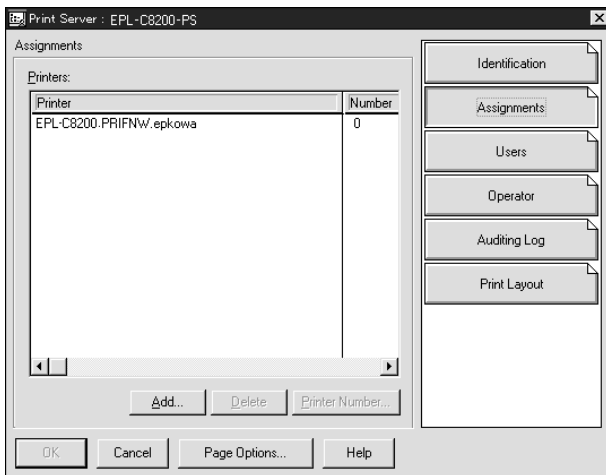 Print Server : EPL-C8200-PS
Assignments
Printers:
Printer Number
EPL-C8200.PRIFNW.epkowa 0
Add... Delete Printer Number...
OK Cancel Page Options... Help
Identification
Assignments
Users
Operator
Auditing Log
Print Layout